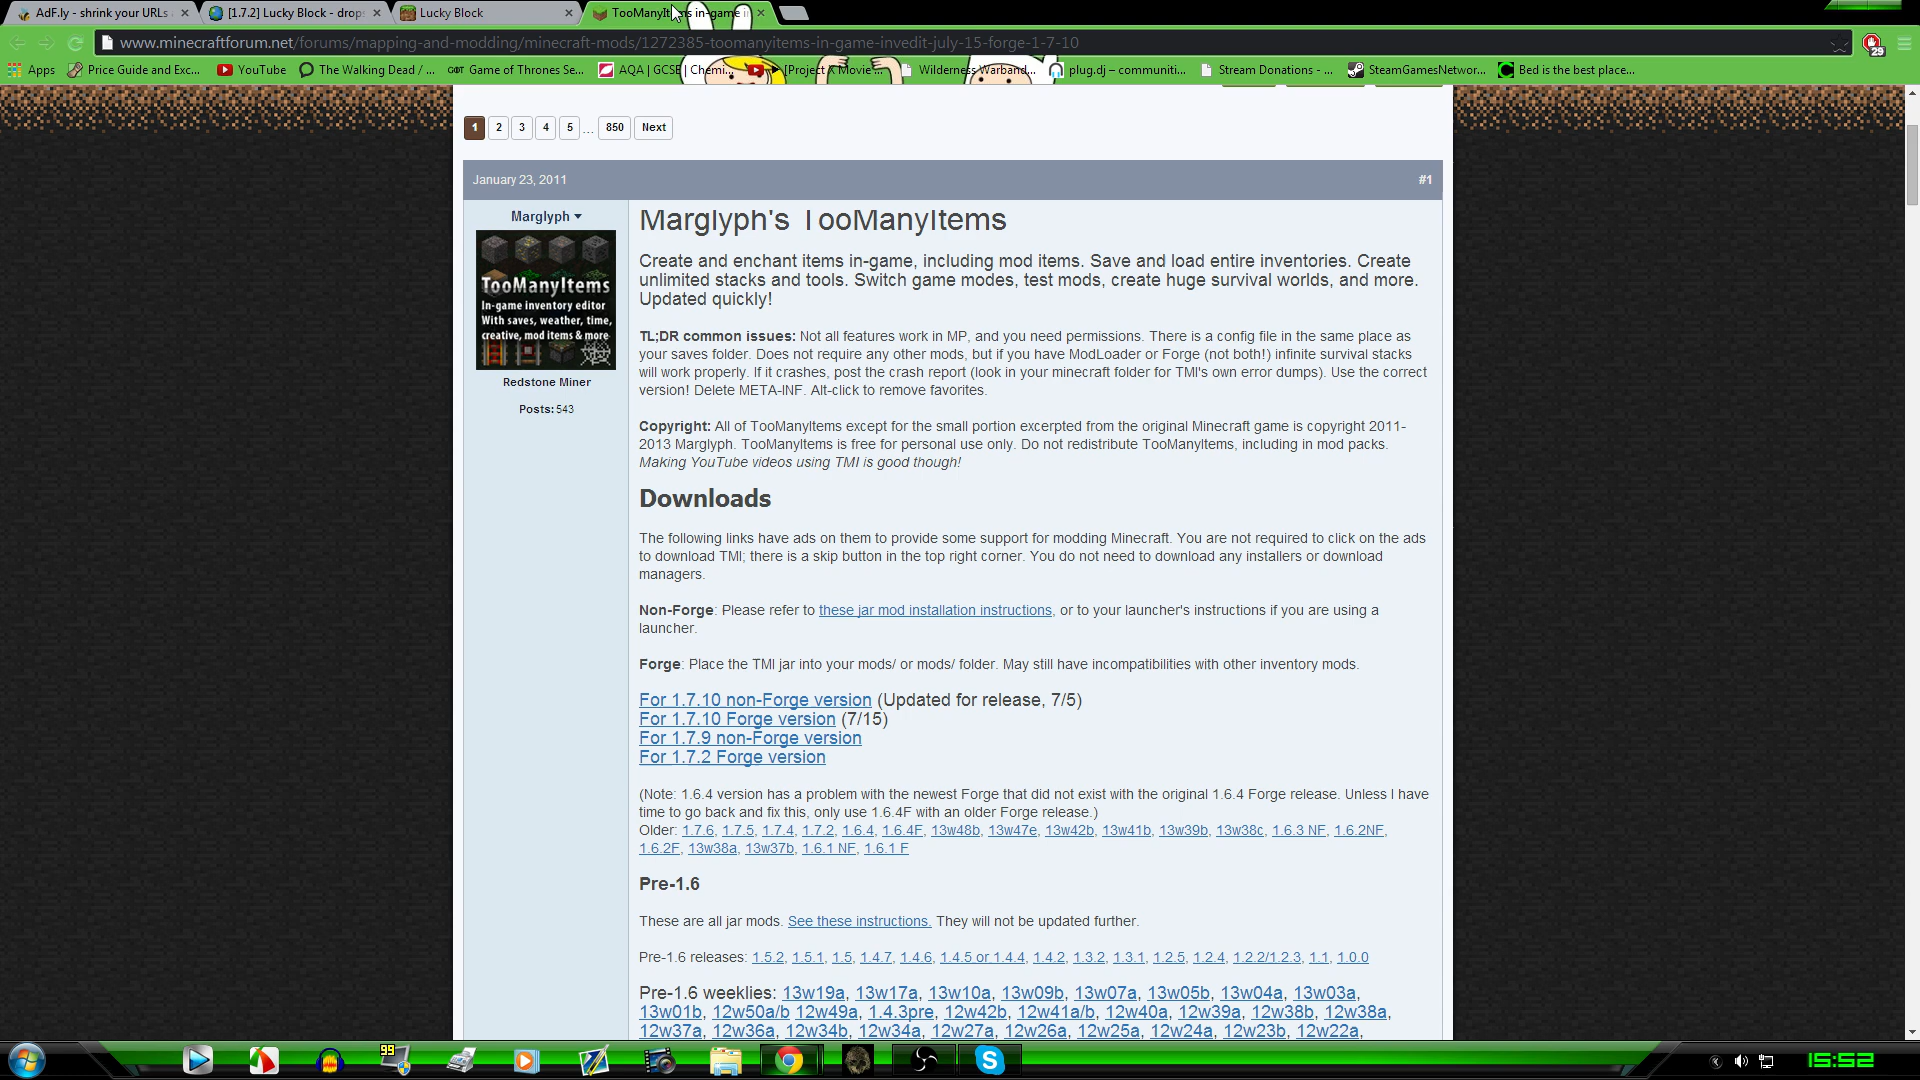 AdF.ly - shrink your URLs
[1.7.2] Lucky Block - drop
Lucky Block
TooManyIt s in-game i
www.minecraftforum.net/forums/mapping-and-modding/minecraft-mods/1272385-toomanyitems-in-game-invedit-july-15-forge-1-7-10
29
Apps
Price Guide and Exc...
YouTube
The Walking Dead / ...
GOT Game of Thrones Se...
AQA | GCSE | Chemi...
[Project X Movie ...
Wilderness Warband...
plug.dj – communiti...
Stream Donations - ...
SteamGamesNetwor...
Bed is the best place...
1 2 3 4 5 ... 850 Next
January 23, 2011
#1
Marglyph
TooManyItems
In-game inventory editor
With saves, weather, time,
creative, mod items & more
Redstone Miner
Posts: 543
Marglyph's TooManyItems
Create and enchant items in-game, including mod items. Save and load entire inventories. Create
unlimited stacks and tools. Switch game modes, test mods, create huge survival worlds, and more.
Updated quickly!
TL;DR common issues: Not all features work in MP, and you need permissions. There is a config file in the same place as
your saves folder. Does not require any other mods, but if you have ModLoader or Forge (not both!) infinite survival stacks
will work properly. If it crashes, post the crash report (look in your minecraft folder for TMI's own error dumps). Use the correct
version! Delete META-INF. Alt-click to remove favorites.
Copyright: All of TooManyItems except for the small portion excerpted from the original Minecraft game is copyright 2011-
2013 Marglyph. TooManyItems is free for personal use only. Do not redistribute TooManyItems, including in mod packs.
Making YouTube videos using TMI is good though!
Downloads
The following links have ads on them to provide some support for modding Minecraft. You are not required to click on the ads
to download TMI; there is a skip button in the top right corner. You do not need to download any installers or download
managers.
Non-Forge: Please refer to these jar mod installation instructions, or to your launcher's instructions if you are using a
launcher.
Forge: Place the TMI jar into your mods/ or mods/ folder. May still have incompatibilities with other inventory mods.
For 1.7.10 non-Forge version (Updated for release, 7/5)
For 1.7.10 Forge version (7/15)
For 1.7.9 non-Forge version
For 1.7.2 Forge version
(Note: 1.6.4 version has a problem with the newest Forge that did not exist with the original 1.6.4 Forge release. Unless I have
time to go back and fix this, only use 1.6.4F with an older Forge release.)
Older: 1.7.6, 1.7.5, 1.7.4, 1.7.2, 1.6.4, 1.6.4F, 13w48b, 13w47e, 13w42b, 13w41b, 13w39b, 13w38c, 1.6.3 NF, 1.6.2NF,
1.6.2F, 13w38a, 13w37b, 1.6.1 NF, 1.6.1 F
Pre-1.6
These are all jar mods. See these instructions. They will not be updated further.
Pre-1.6 releases: 1.5.2, 1.5.1, 1.5, 1.4.7, 1.4.6, 1.4.5 or 1.4.4, 1.4.2, 1.3.2, 1.3.1, 1.2.5, 1.2.4, 1.2.2/1.2.3, 1.1, 1.0.0
Pre-1.6 weeklies: 13w19a, 13w17a, 13w10a, 13w09b, 13w07a, 13w05b, 13w04a, 13w03a,
13w01b, 12w50a/b 12w49a, 1.4.3pre, 12w42b, 12w41a/b, 12w40a, 12w39a, 12w38b, 12w38a,
12w37a, 12w36a, 12w34b, 12w34a, 12w27a, 12w26a, 12w25a, 12w24a, 12w23b, 12w22a,
99
15:52